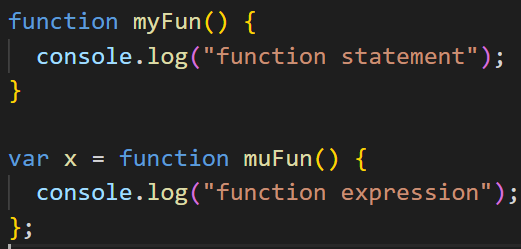 function myFun() {
  console.log("function statement");
}

var x = function muFun() {
  console.log("function expression");
};